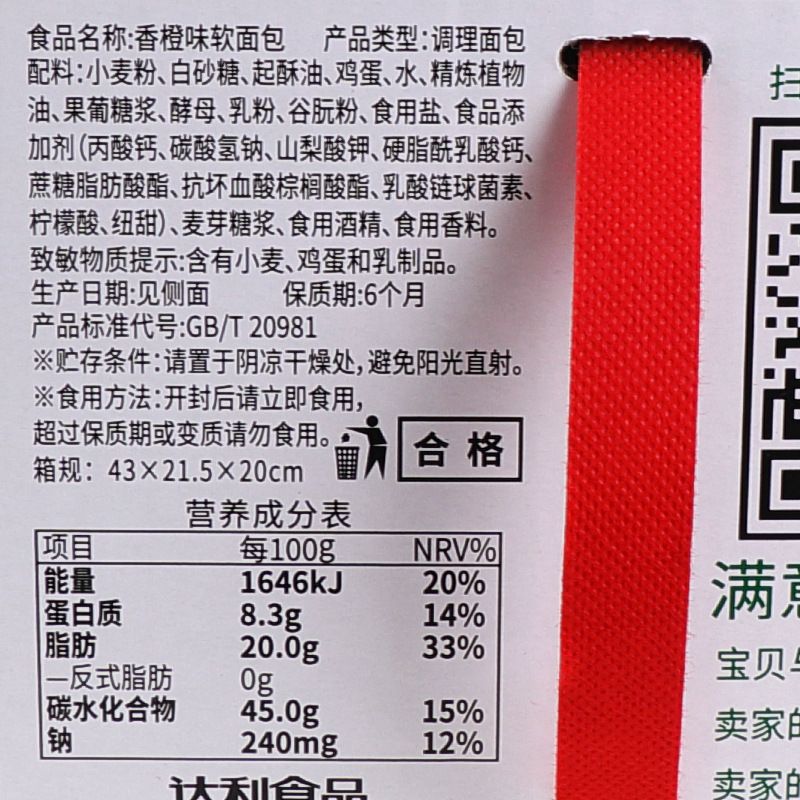 食品名称:香橙味软面包 产品类型:调理面包
配料:小麦粉、白砂糖、起酥油、鸡蛋、水、精炼植物
油、果葡糖浆、酵母、乳粉、谷朊粉、食用盐、食品添
加剂(丙酸钙、碳酸氢钠、山梨酸钾、硬脂酰乳酸钙、
蔗糖脂肪酸酯、抗坏血酸棕榈酸酯、乳酸链球菌素、
柠檬酸、纽甜)、麦芽糖浆、食用酒精、食用香料。
致敏物质提示:含有小麦、鸡蛋和乳制品。
生产日期:见侧面 保质期:6个月
产品标准代号:GB/T 20981
※贮存条件:请置于阴凉干燥处,避免阳光直射。
※食用方法:开封后请立即食用,
超过保质期或变质请勿食用。
合格
箱规: 43×21.5×20cm
营养成分表
项目 每100g NRV%
能量 1646kJ 20%
蛋白质 8.3g 14%
脂肪 20.0g 33%
—反式脂肪 0g
碳水化合物 45.0g 15%
钠 240mg 12%
达利食品
扫
满意
宝贝与
卖家的
卖家的